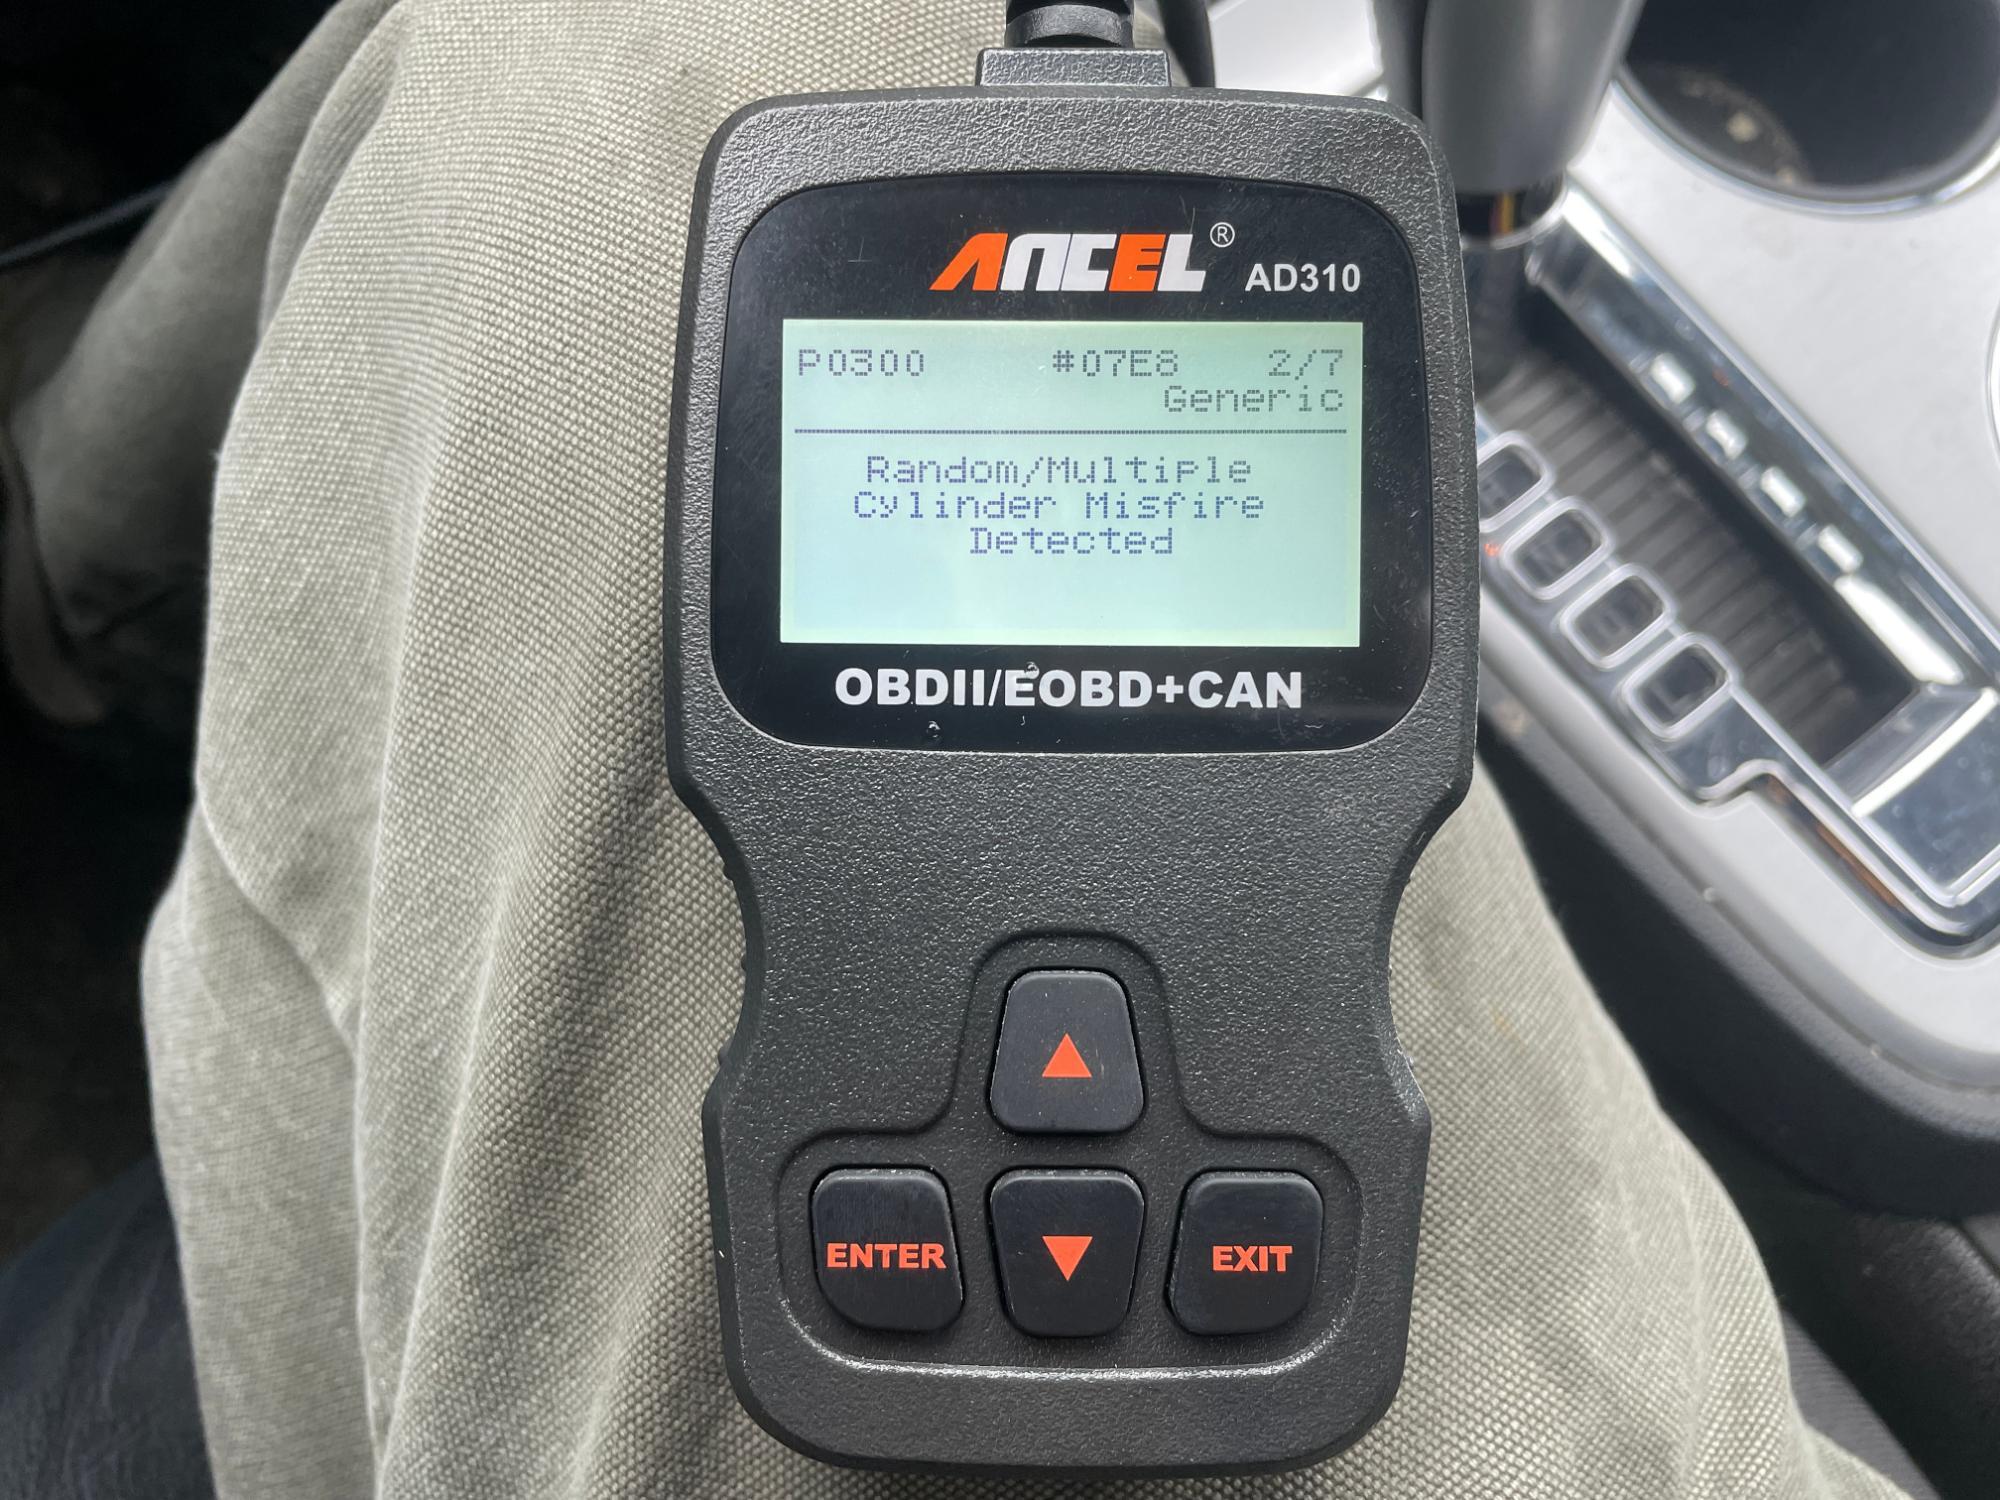 ANCEL® AD310
P0300 #07E8 2/7
Generic
Random/Multiple
Cylinder Misfire
Detected
OBDII/EOBD+CAN
ENTER
EXIT